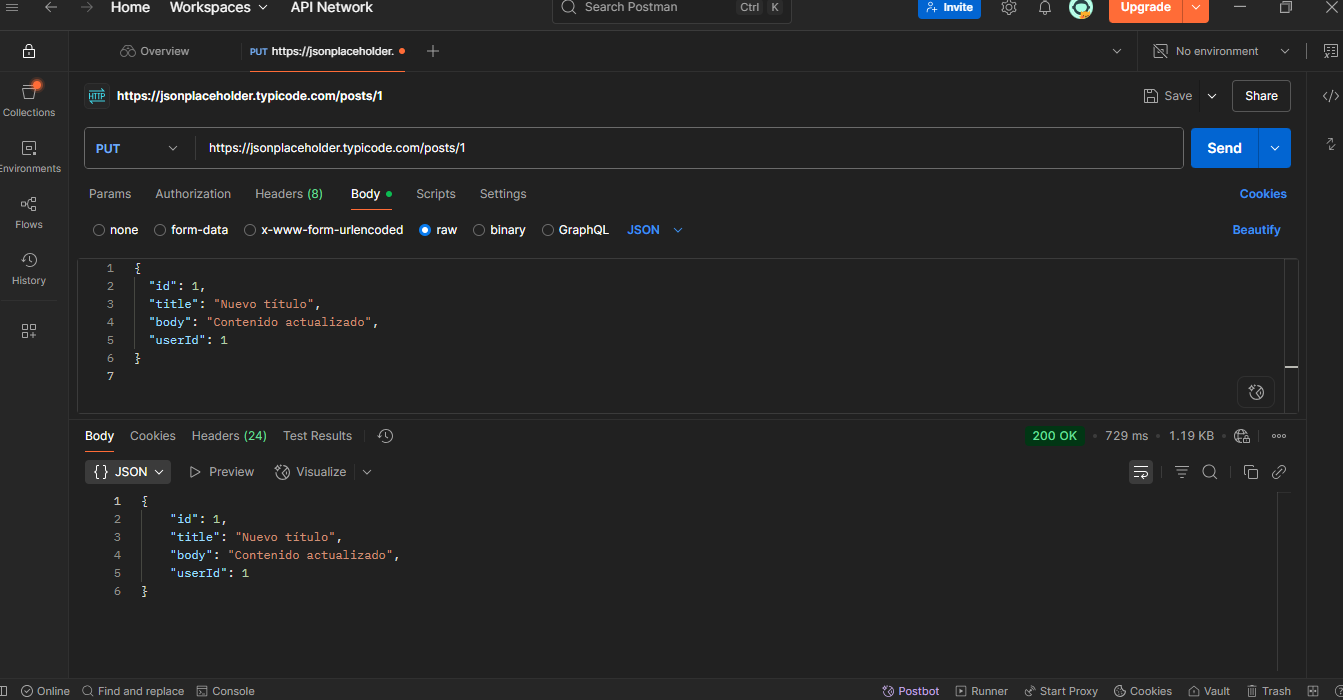 Home Workspaces API Network Search Postman Ctrl K Invite Upgrade
Overview PUT https://jsonplaceholder. No environment
Collections
Environments
Flows
History
HTTP https://jsonplaceholder.typicode.com/posts/1 Save Share
PUT https://jsonplaceholder.typicode.com/posts/1 Send
Params Authorization Headers (8) Body Scripts Settings Cookies
none form-data x-www-form-urlencoded raw binary GraphQL JSON Beautify
1 {
2 "id": 1,
3 "title": "Nuevo título",
4 "body": "Contenido actualizado",
5 "userId": 1
6 }
7
Body Cookies Headers (24) Test Results 200 OK 729 ms 1.19 KB
{} JSON Preview Visualize
1 {
2 "id": 1,
3 "title": "Nuevo título",
4 "body": "Contenido actualizado",
5 "userId": 1
6 }
Online Find and replace Console Postbot Runner Start Proxy Cookies Vault Trash